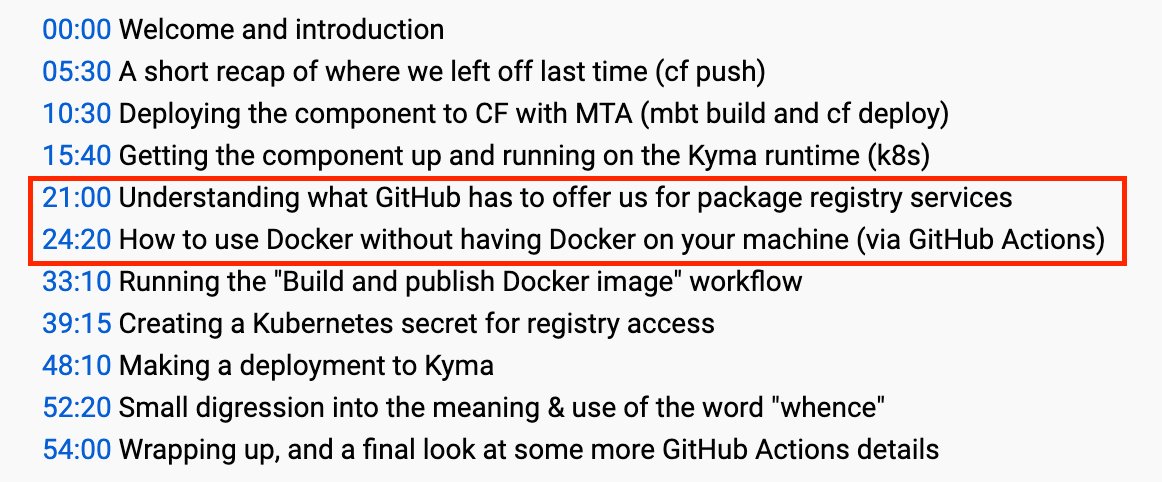 00:00 Welcome and introduction
05:30 A short recap of where we left off last time (cf push)
10:30 Deploying the component to CF with MTA (mbt build and cf deploy)
15:40 Getting the component up and running on the Kyma runtime (k8s)
21:00 Understanding what GitHub has to offer us for package registry services
24:20 How to use Docker without having Docker on your machine (via GitHub Actions)
33:10 Running the "Build and publish Docker image" workflow
39:15 Creating a Kubernetes secret for registry access
48:10 Making a deployment to Kyma
52:20 Small digression into the meaning & use of the word "whence"
54:00 Wrapping up, and a final look at some more GitHub Actions details